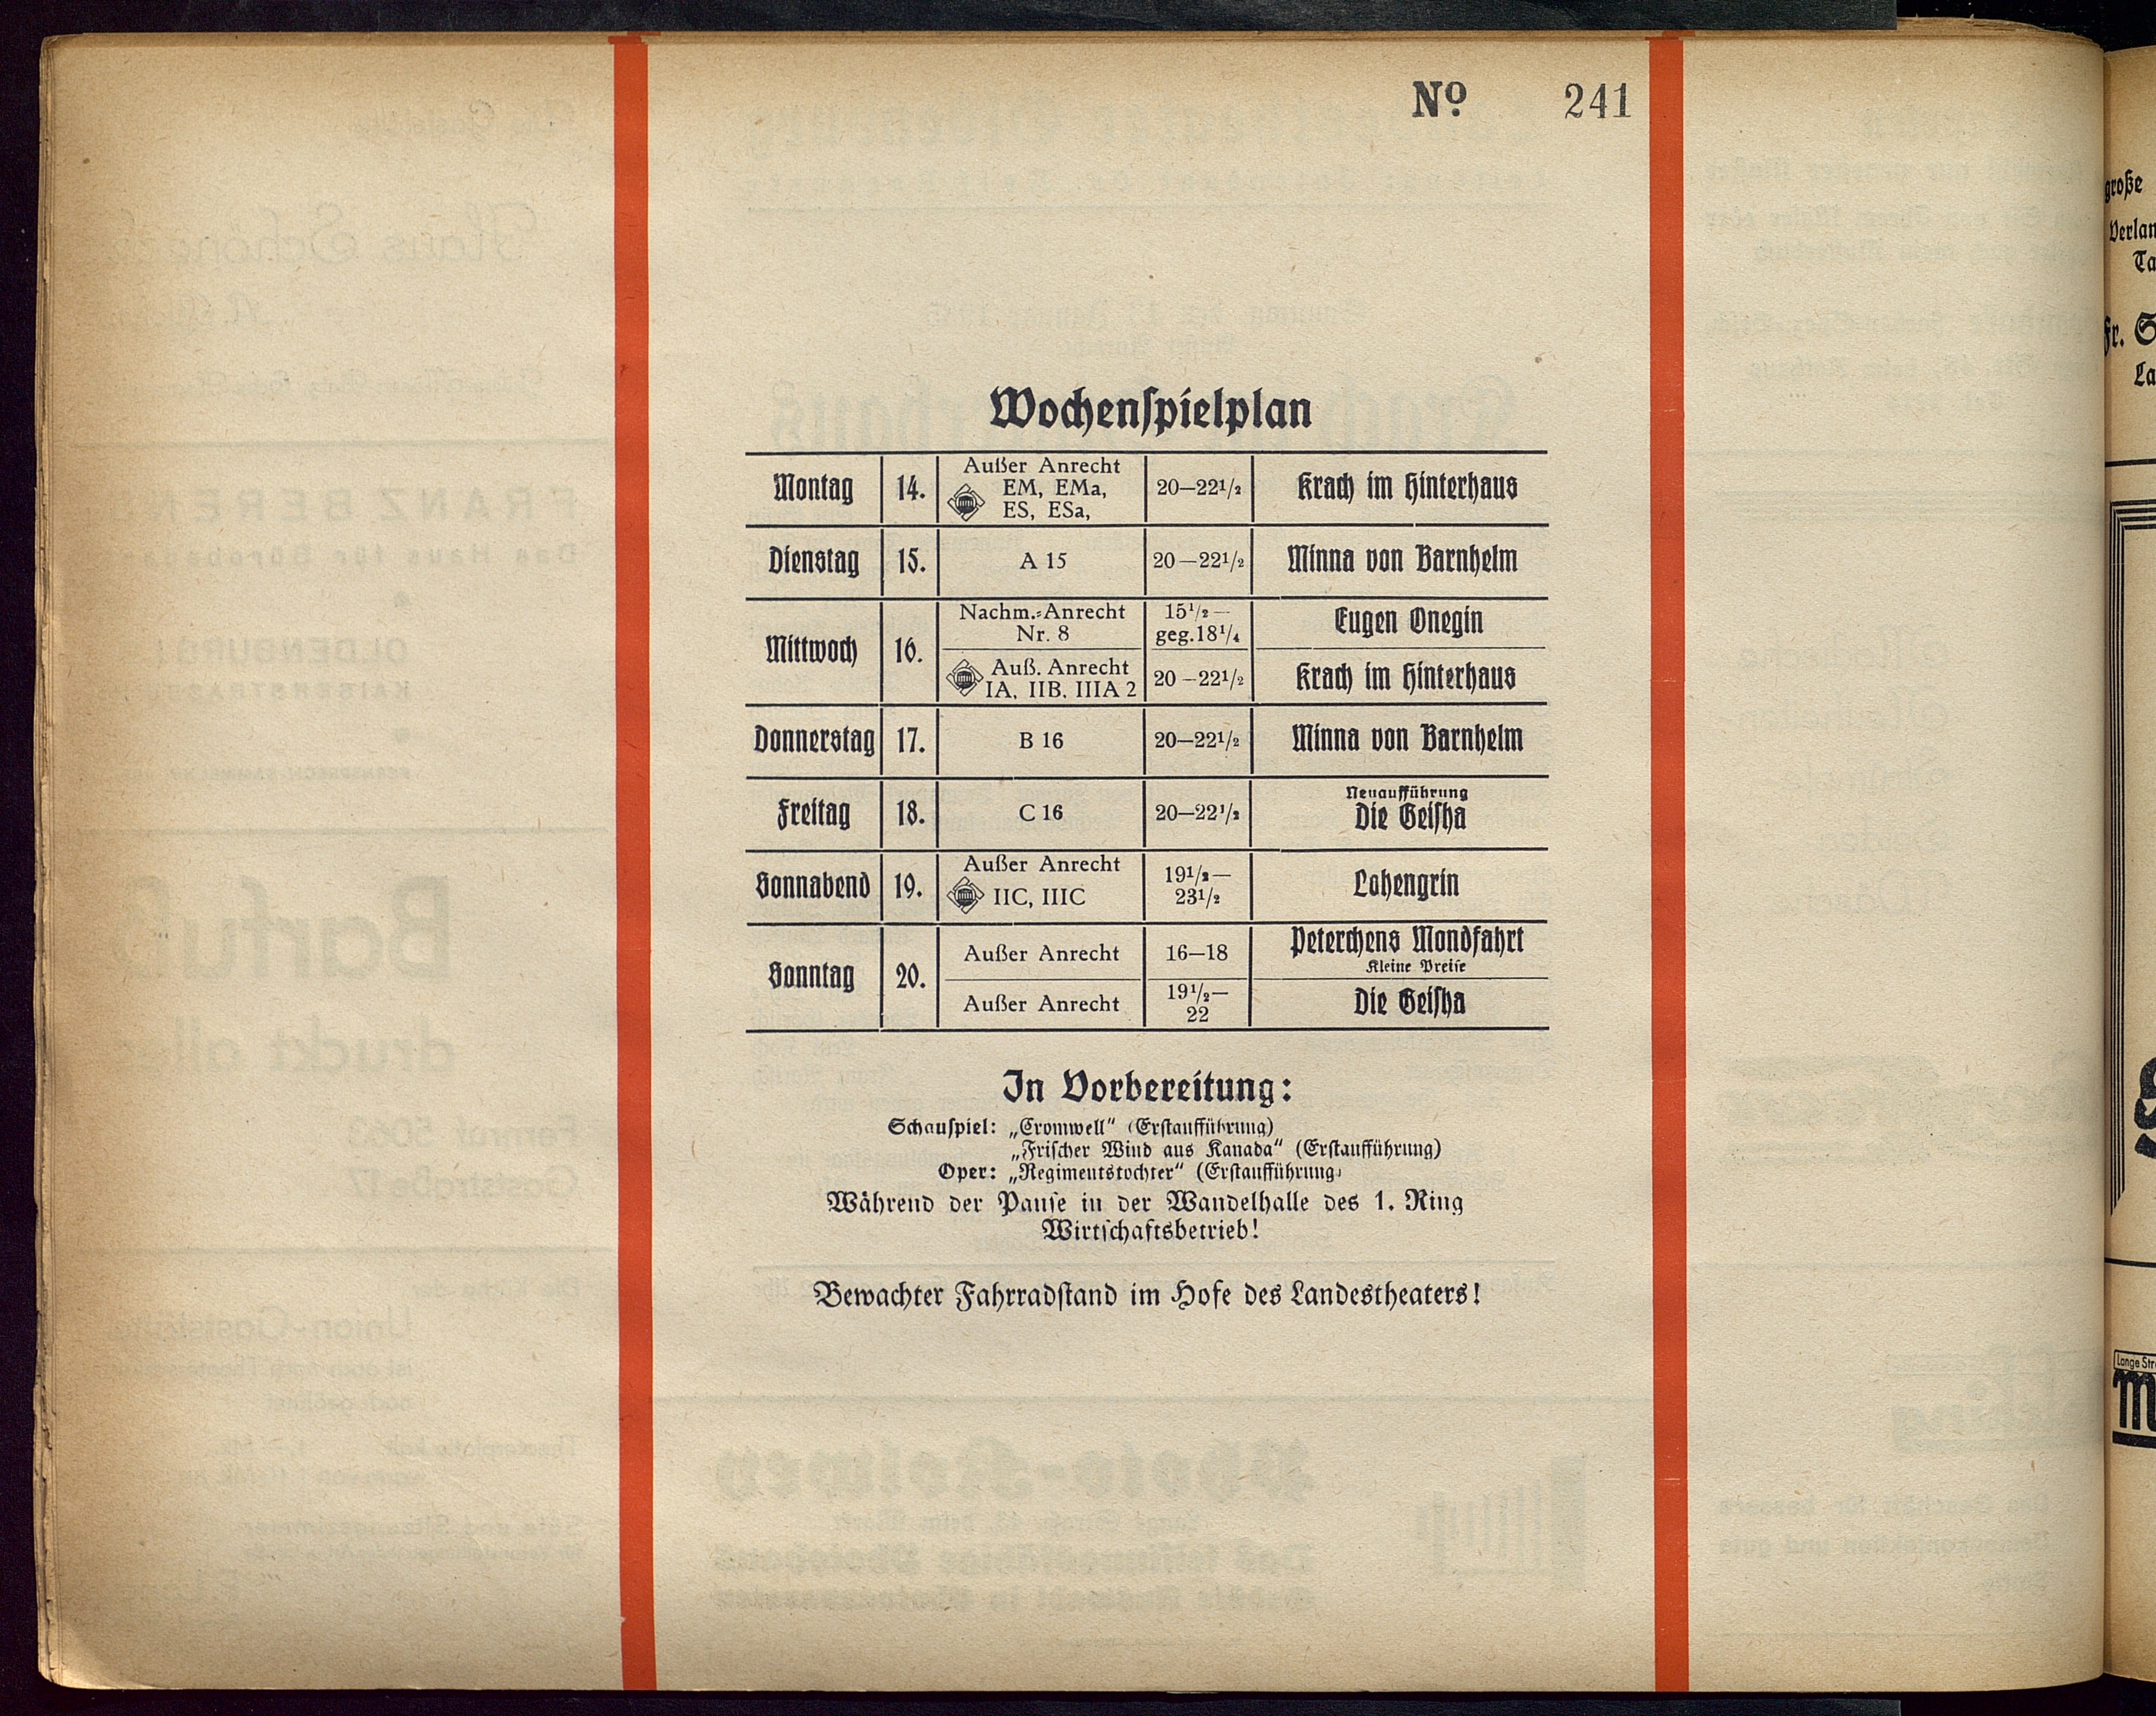 Nº 241
Wochenspielplan
Montag 14. Außer Anrecht EM, EMa, ES, ESa, 20—22½ Krach im Hinterhaus
Dienstag 15. A 15 20—22½ Minna von Barnhelm
Mittwoch 16. Nachm.-Anrecht Nr. 8 15½— geg. 18¼ Eugen Onegin
Auß. Anrecht IA, IIB, IIIA 2 20—22½ Krach im Hinterhaus
Donnerstag 17. B 16 20—22½ Minna von Barnhelm
Freitag 18. C 16 20—22½ Neuaufführung Die Geisha
Sonnabend 19. Außer Anrecht IIC, IIIC 19½— 23½ Lohengrin
Sonntag 20. Außer Anrecht 16—18 Peterchens Mondfahrt Kleine Preise
Außer Anrecht 19½— 22 Die Geisha
In Vorbereitung:
Schauspiel: „Cromwell“ (Erstaufführung)
„Frischer Wind aus Kanada“ (Erstaufführung)
Oper: „Regimentstochter“ (Erstaufführung)
Während der Pause in der Wandelhalle des 1. Ring
Wirtschaftsbetrieb!
Bewachter Fahrradstand im Hofe des Landestheaters!
große
Fr.